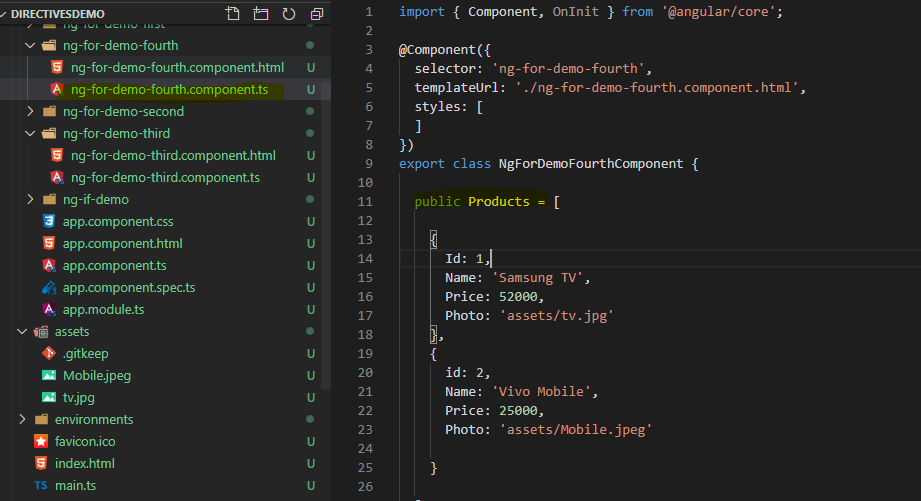 DIRECTIVESDEMO
ng-for-demo-first
ng-for-demo-fourth
ng-for-demo-fourth.component.html U
ng-for-demo-fourth.component.ts U
ng-for-demo-second
ng-for-demo-third
ng-for-demo-third.component.html U
ng-for-demo-third.component.ts U
ng-if-demo
app.component.css U
app.component.html U
app.component.ts U
app.component.spec.ts U
app.module.ts U
assets
.gitkeep U
Mobile.jpeg U
tv.jpg U
environments
favicon.ico U
index.html U
TS main.ts U
1 import { Component, OnInit } from '@angular/core';
2
3 @Component({
4 selector: 'ng-for-demo-fourth',
5 templateUrl: './ng-for-demo-fourth.component.html',
6 styles: [
7 ]
8 })
9 export class NgForDemoFourthComponent {
10
11 public Products = [
12
13 {
14 Id: 1,
15 Name: 'Samsung TV',
16 Price: 52000,
17 Photo: 'assets/tv.jpg'
18 },
19 {
20 id: 2,
21 Name: 'Vivo Mobile',
22 Price: 25000,
23 Photo: 'assets/Mobile.jpeg'
24
25 }
26